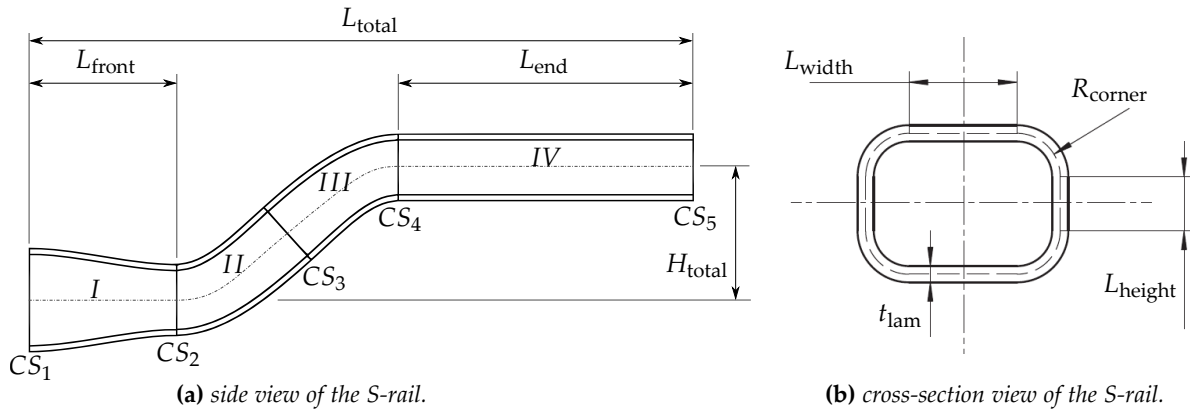 L_total
L_front
L_end
I
II
III
IV
CS_1
CS_2
CS_3
CS_4
CS_5
H_total
(a) side view of the S-rail.
L_width
R_corner
L_height
t_lam
(b) cross-section view of the S-rail.